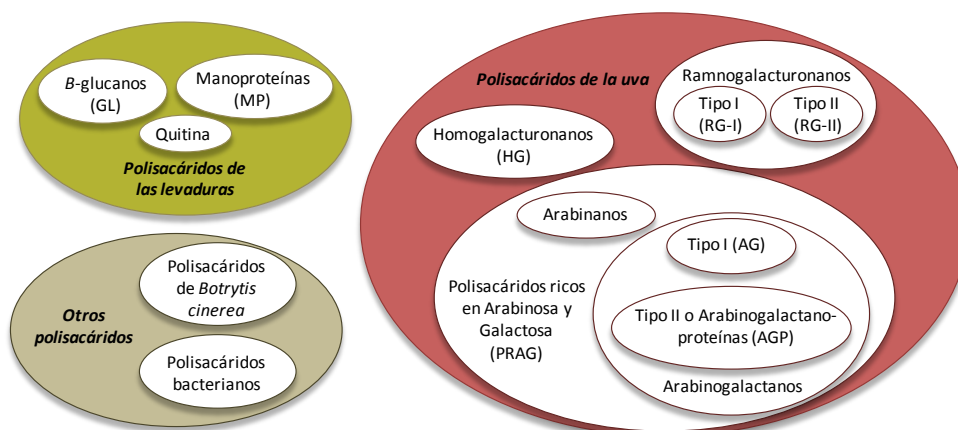 B-glucanos
(GL)
Manoproteínas
(MP)
Quitina
Polisacáridos de
las levaduras
Otros
polisacáridos
Polisacáridos
de Botrytis
cinerea
Polisacáridos
bacterianos
Polisacáridos de la uva
Ramnogalacturonanos
Tipo I
(RG-I)
Tipo II
(RG-II)
Homogalacturonanos
(HG)
Arabinanos
Polisacáridos ricos
en Arabinosa y
Galactosa
(PRAG)
Tipo I (AG)
Tipo II o Arabinogalactano-
proteínas (AGP)
Arabinogalactanos